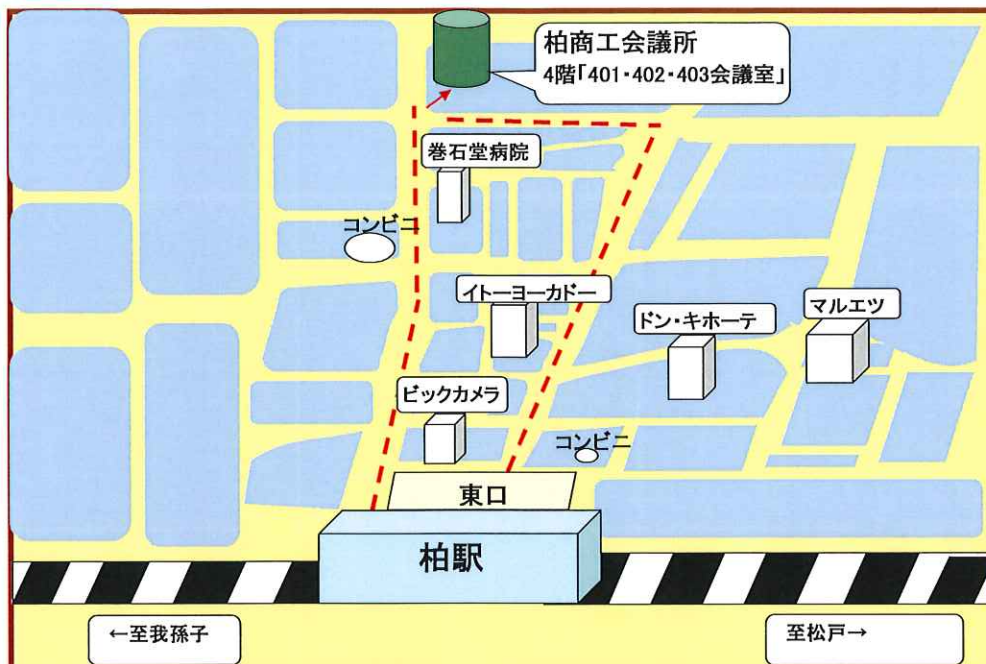 柏商工会議所
4階「401・402・403会議室」
巻石堂病院
コンビニ
イトーヨーカドー
ドン・キホーテ
マルエツ
ビックカメラ
コンビニ
東口
柏駅
←至我孫子
至松戸→